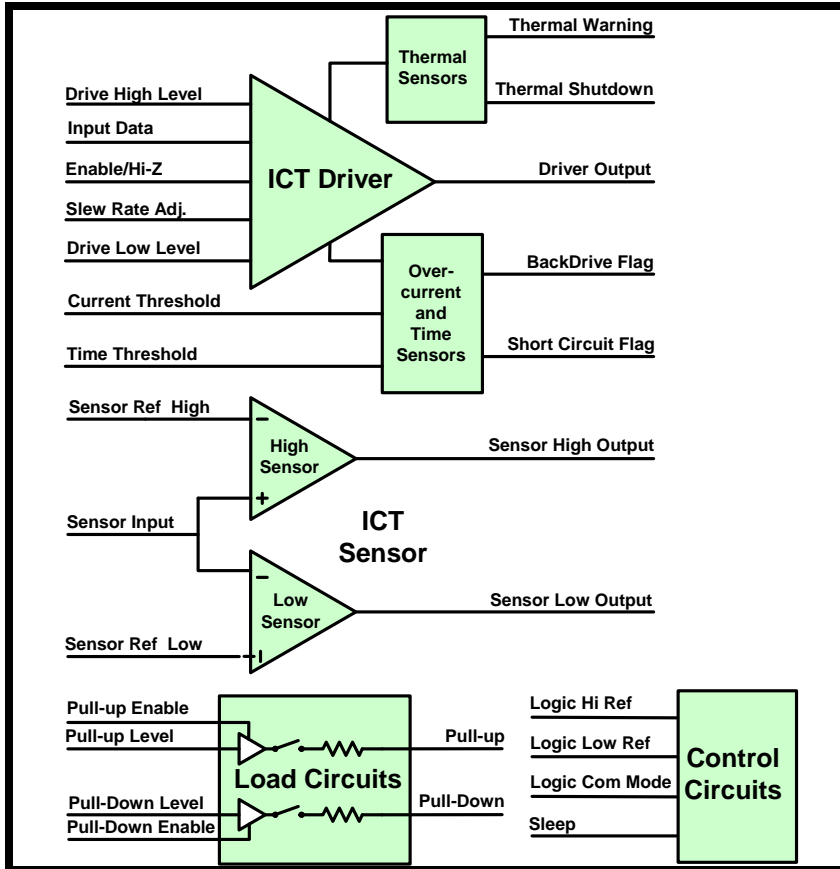 Thermal Warning
Thermal
Sensors
Thermal Shutdown
Drive High Level
Input Data
Enable/Hi-Z
ICT Driver
Driver Output
Slew Rate Adj.
Drive Low Level
Over-
current
and
Time
Sensors
BackDrive Flag
Current Threshold
Time Threshold
Short Circuit Flag
Sensor Ref High
High
Sensor
Sensor High Output
Sensor Input
ICT
Sensor
Low
Sensor
Sensor Low Output
Sensor Ref Low
Pull-up Enable
Pull-up Level
Pull-up
Load Circuits
Pull-Down Level
Pull-Down
Pull-Down Enable
Logic Hi Ref
Logic Low Ref
Control
Circuits
Logic Com Mode
Sleep